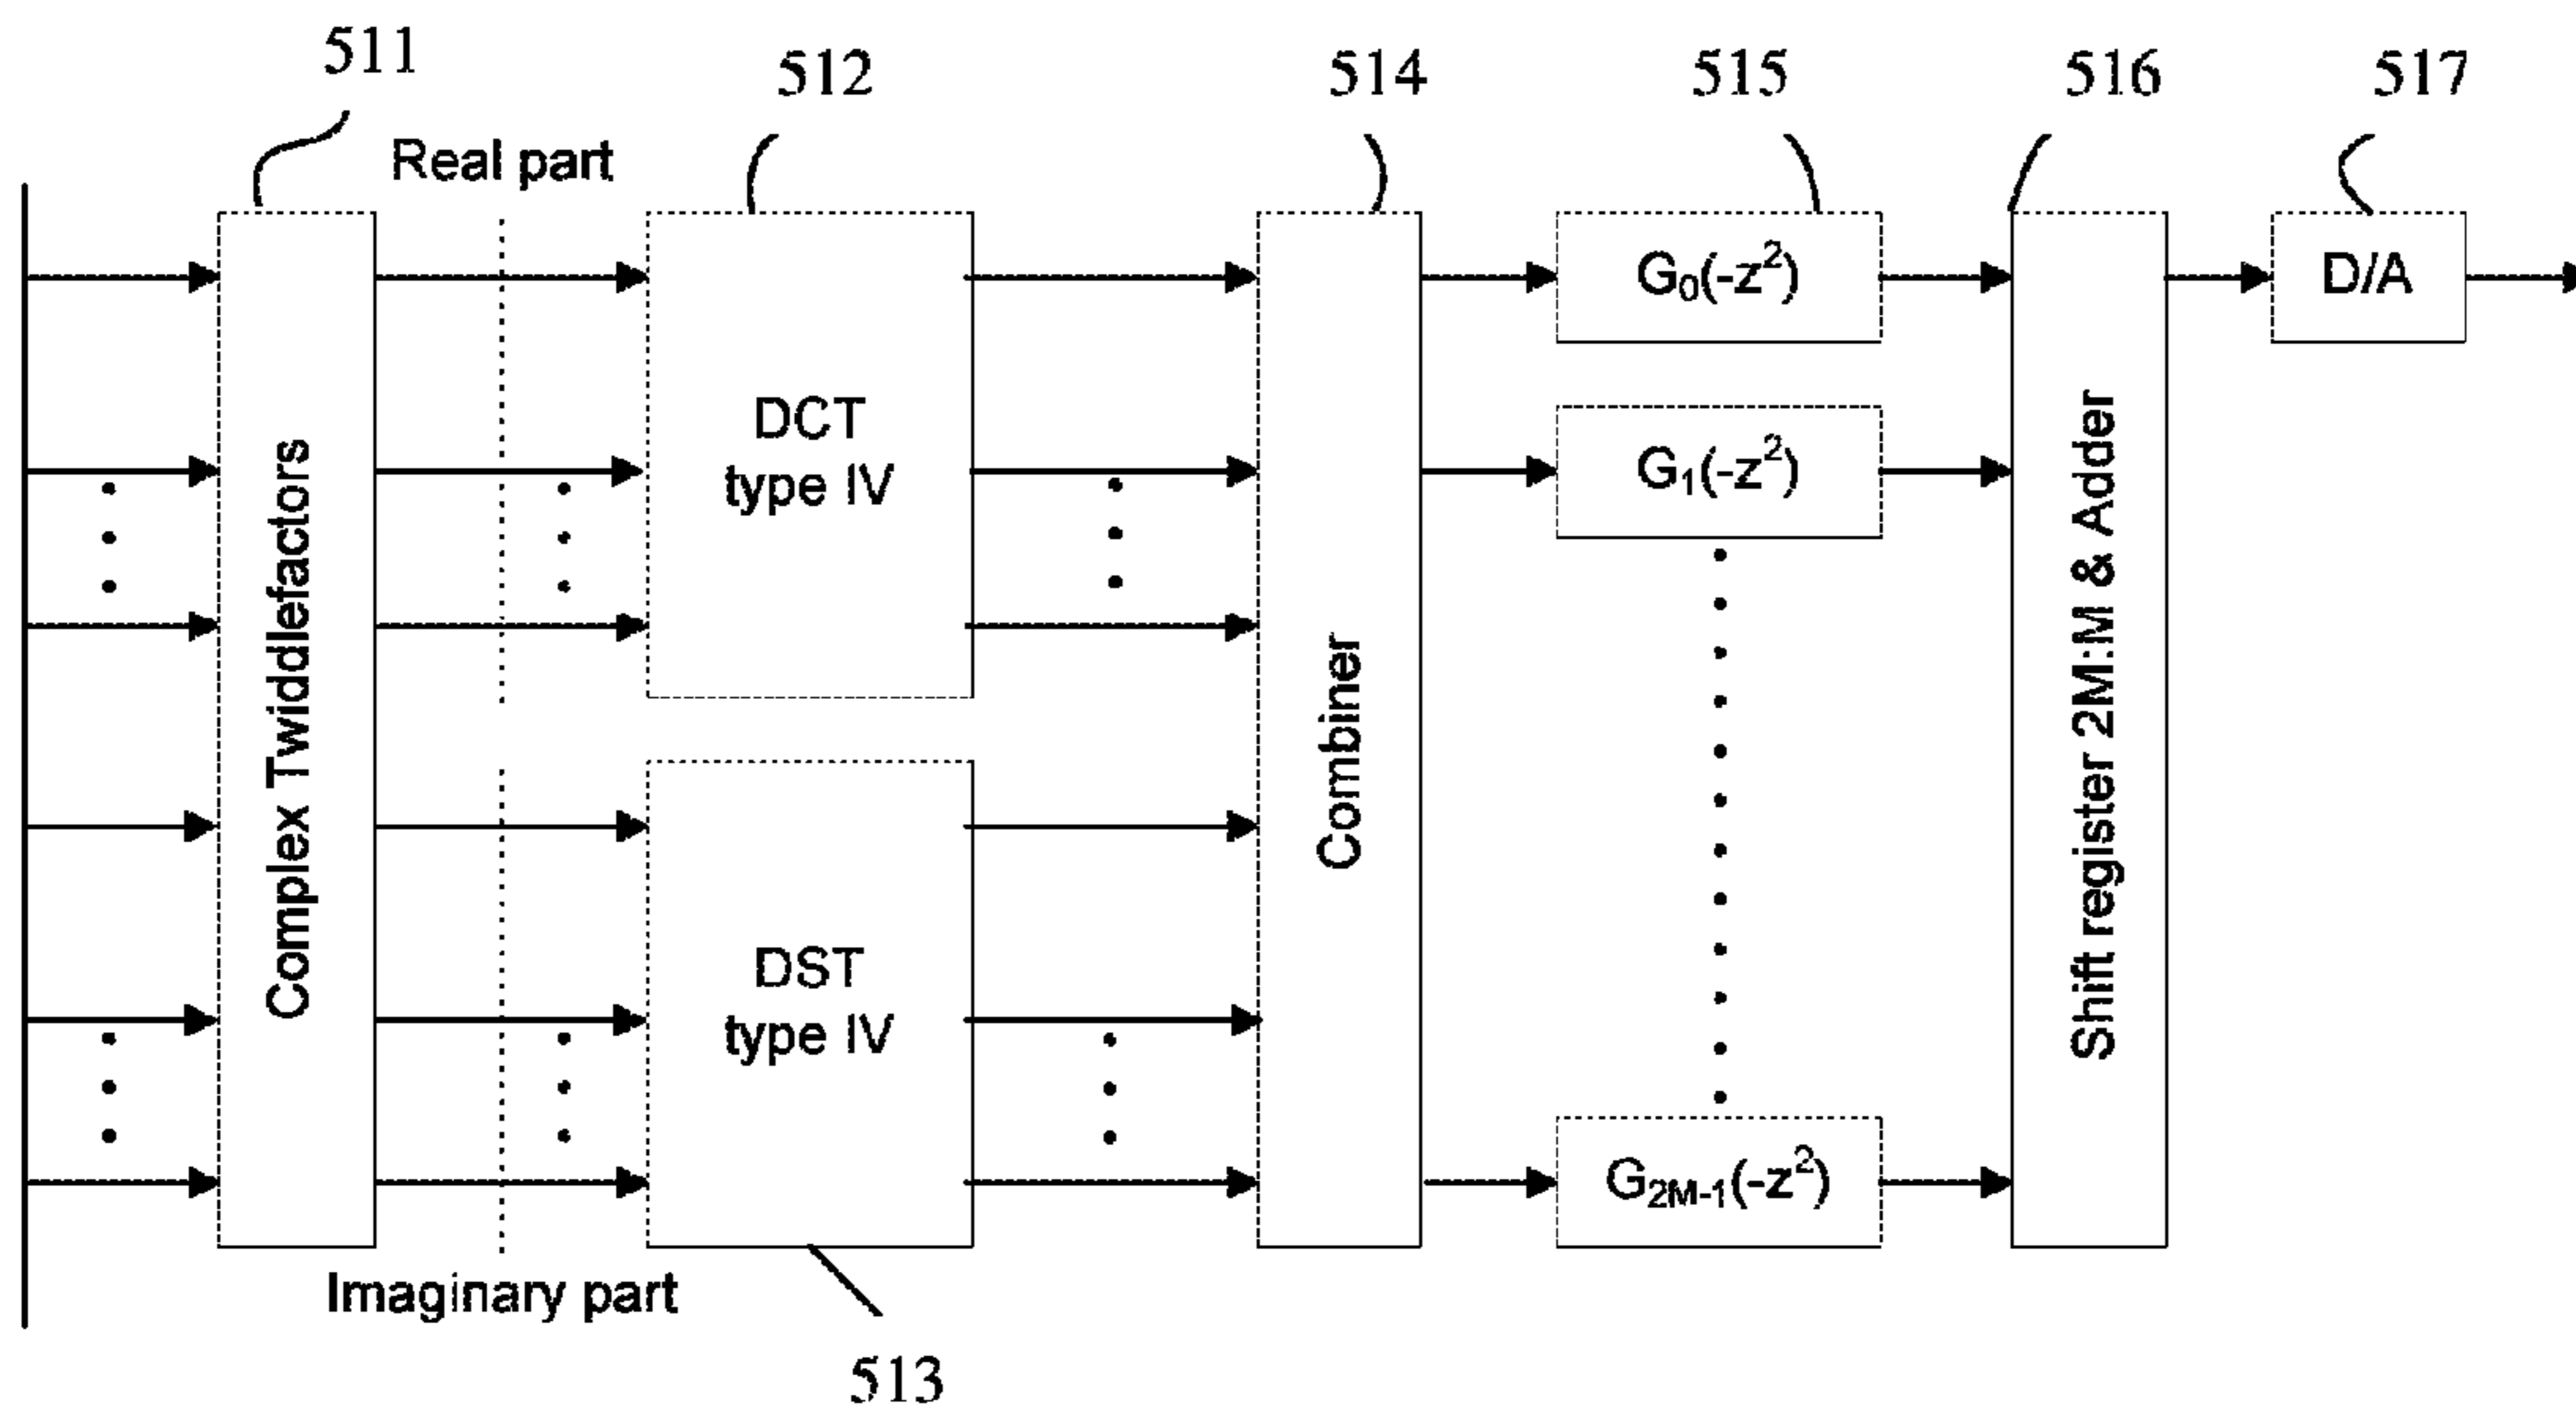 511
512
514
515
516
517
Real part
Complex Twiddlefactors
DCT
type IV
DST
type IV
Combiner
G₀(-z²)
G₁(-z²)
G₂M-₁(-z²)
Shift register 2M:M & Adder
D/A
Imaginary part
513